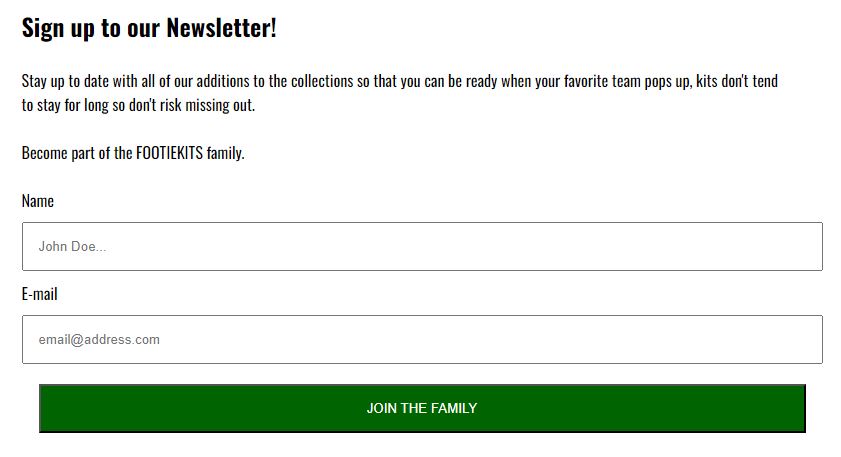 Sign up to our Newsletter!
Stay up to date with all of our additions to the collections so that you can be ready when your favorite team pops up, kits don't tend
to stay for long so don't risk missing out.
Become part of the FOOTIEKITS family.
Name
John Doe...
E-mail
email@address.com
JOIN THE FAMILY